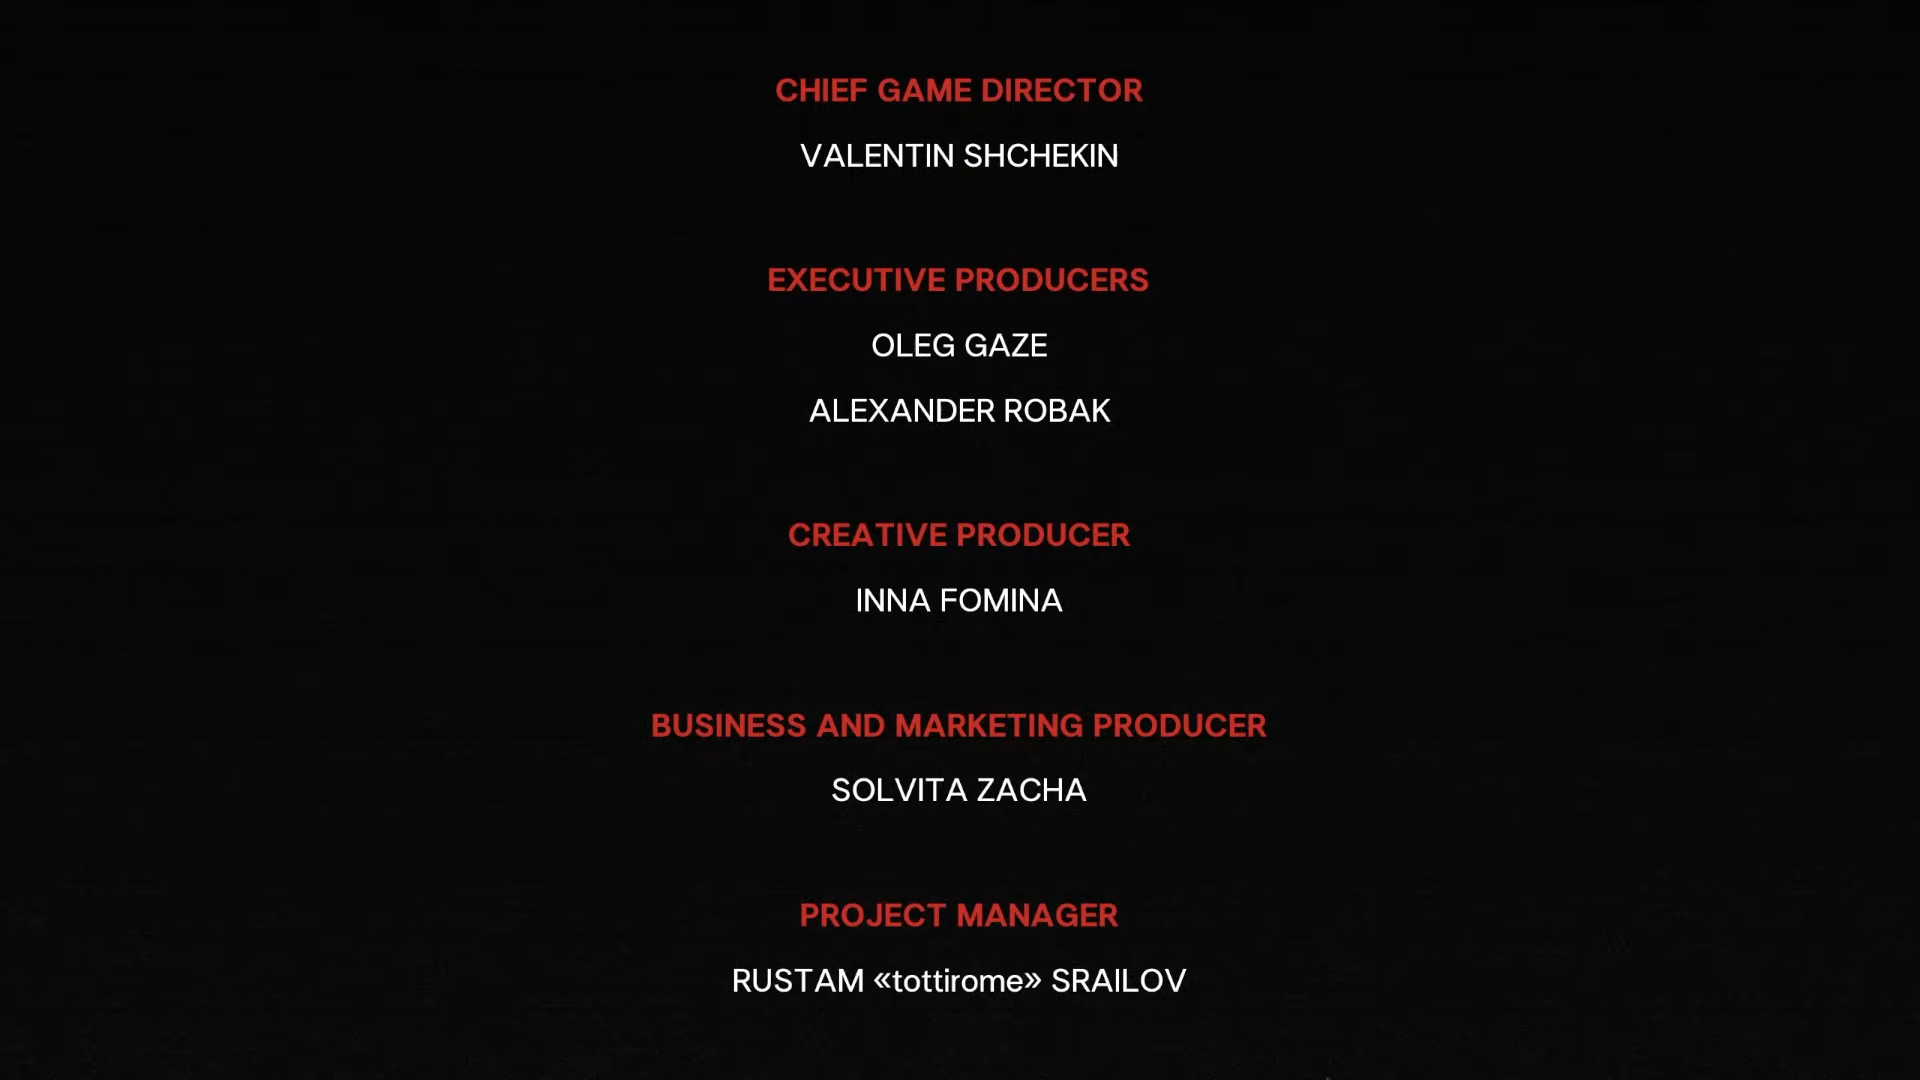 CHIEF GAME DIRECTOR
VALENTIN SHCHEKIN
EXECUTIVE PRODUCERS
OLEG GAZE
ALEXANDER ROBAK
CREATIVE PRODUCER
INNA FOMINA
BUSINESS AND MARKETING PRODUCER
SOLVITA ZACHA
PROJECT MANAGER
RUSTAM «tottirome» SRAILOV